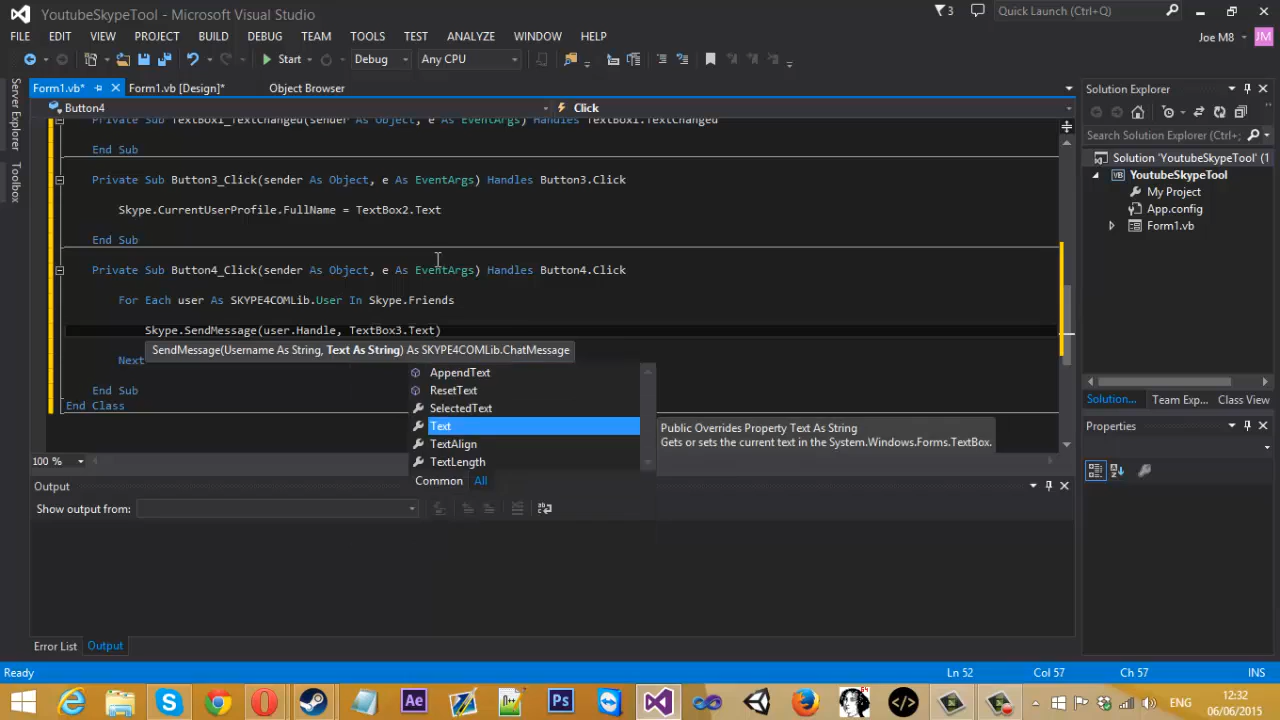 YoutubeSkypeTool - Microsoft Visual Studio
3
Quick Launch (Ctrl+Q)
FILE EDIT VIEW PROJECT BUILD DEBUG TEAM TOOLS TEST ANALYZE WINDOW HELP
Joe M8
JM
Start
Debug
Any CPU
Server Explorer
Toolbox
Form1.vb*
Form1.vb [Design]*
Object Browser
Button4
Click
Private Sub TextBox1_TextChanged(sender As Object, e As EventArgs) Handles TextBox1.TextChanged
End Sub
Private Sub Button3_Click(sender As Object, e As EventArgs) Handles Button3.Click
Skype.CurrentUserProfile.FullName = TextBox2.Text
End Sub
Private Sub Button4_Click(sender As Object, e As EventArgs) Handles Button4.Click
For Each user As SKYPE4COMLib.User In Skype.Friends
Skype.SendMessage(user.Handle, TextBox3.Text)
SendMessage(Username As String, Text As String) As SKYPE4COMLib.ChatMessage
Next
End Sub
End Class
AppendText
ResetText
SelectedText
Text
TextAlign
TextLength
Common
All
Public Overrides Property Text As String
Gets or sets the current text in the System.Windows.Forms.TextBox.
100 %
Output
Show output from:
Error List
Output
Solution Explorer
Search Solution Explorer (Ctrl+;
Solution 'YoutubeSkypeTool' (1
VB YoutubeSkypeTool
My Project
App.config
Form1.vb
Solution...
Team Exp...
Class View
Properties
Ready
Ln 52
Col 57
Ch 57
INS
Ae
Ps
ENG
12:32
06/06/2015